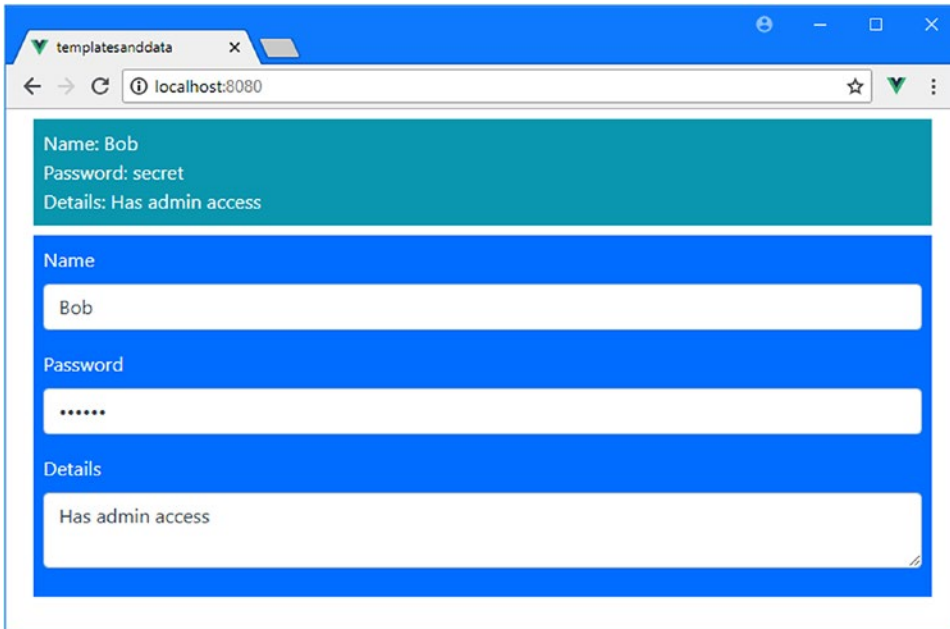 templatesanddata
localhost:8080
Name: Bob
Password: secret
Details: Has admin access
Name
Bob
Password
••••••
Details
Has admin access